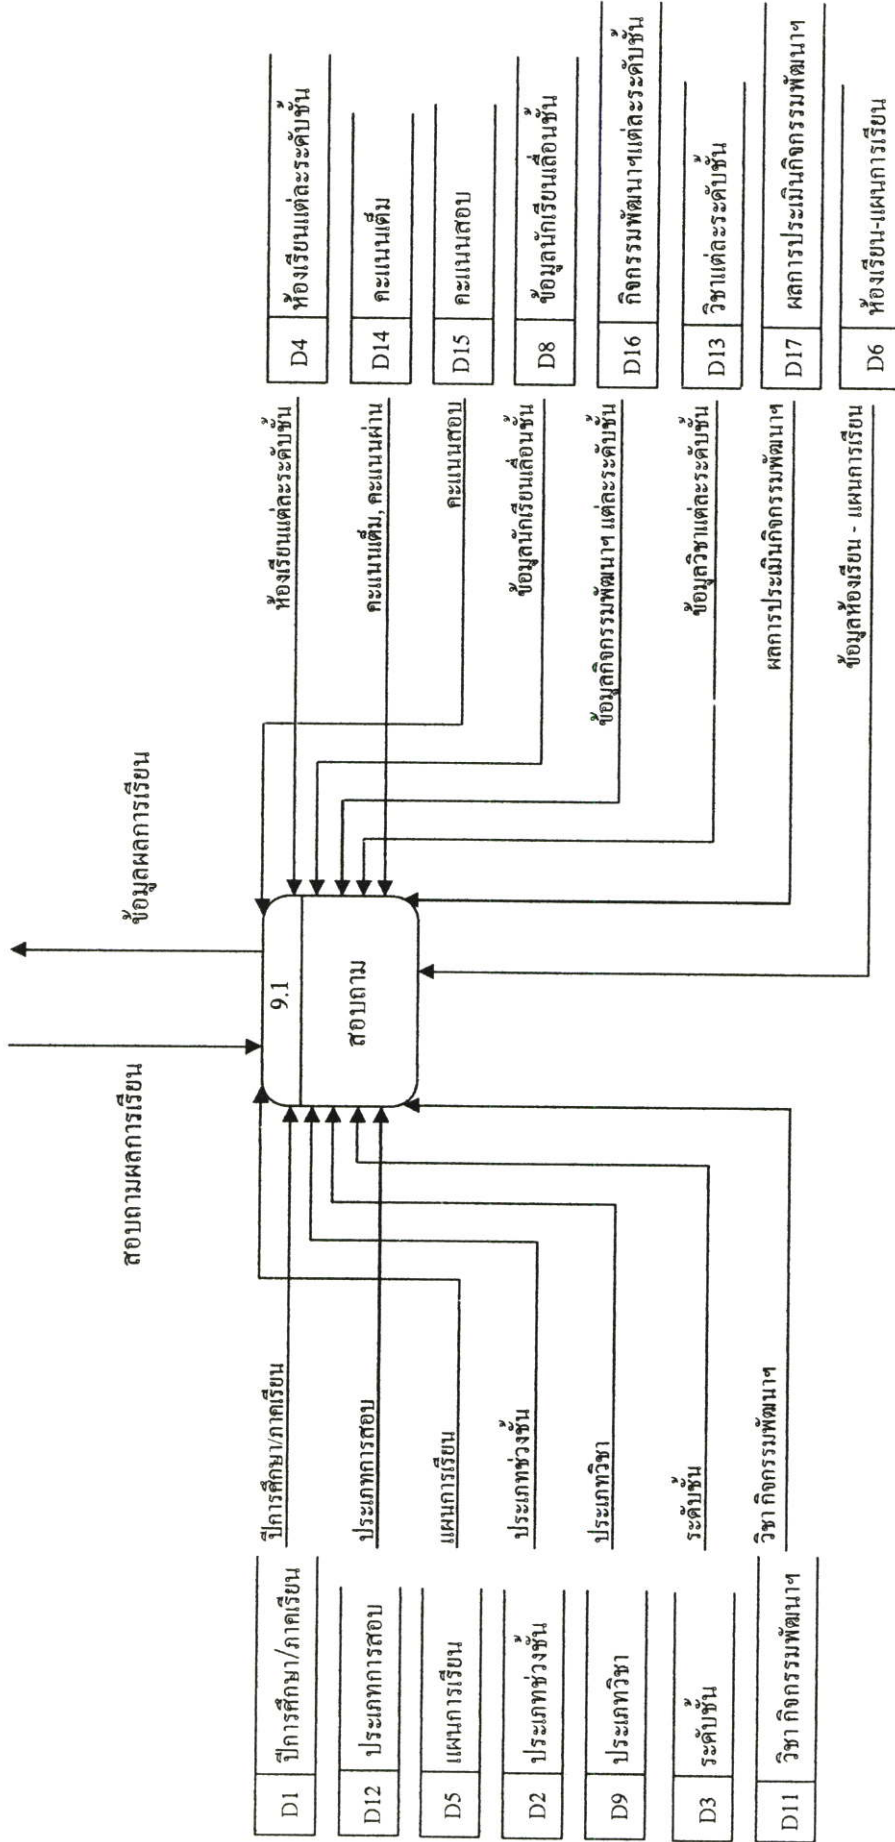 สอบถามผลการเรียน
ข้อมูลผลการเรียน
9.1
สอบถาม
D1 ปีการศึกษา/ภาคเรียน
ปีการศึกษา/ภาคเรียน
D12 ประเภทการสอบ
ประเภทการสอบ
D5 แผนการเรียน
แผนการเรียน
D2 ประเภทช่วงชั้น
ประเภทช่วงชั้น
D9 ประเภทวิชา
ประเภทวิชา
D3 ระดับชั้น
ระดับชั้น
D11 วิชา กิจกรรมพัฒนาฯ
วิชา กิจกรรมพัฒนาฯ
ห้องเรียนแต่ละระดับชั้น
D4 ห้องเรียนแต่ละระดับชั้น
คะแนนเต็ม, คะแนนผ่าน
D14 คะแนนเต็ม
คะแนนสอบ
D15 คะแนนสอบ
ข้อมูลนักเรียนเลื่อนชั้น
D8 ข้อมูลนักเรียนเลื่อนชั้น
ข้อมูลกิจกรรมพัฒนาฯ แต่ละระดับชั้น
D16 กิจกรรมพัฒนาฯแต่ละระดับชั้น
ข้อมูลวิชาแต่ละระดับชั้น
D13 วิชาแต่ละระดับชั้น
ผลการประเมินกิจกรรมพัฒนาฯ
D17 ผลการประเมินกิจกรรมพัฒนาฯ
ข้อมูลห้องเรียน - แผนการเรียน
D6 ห้องเรียน-แผนการเรียน